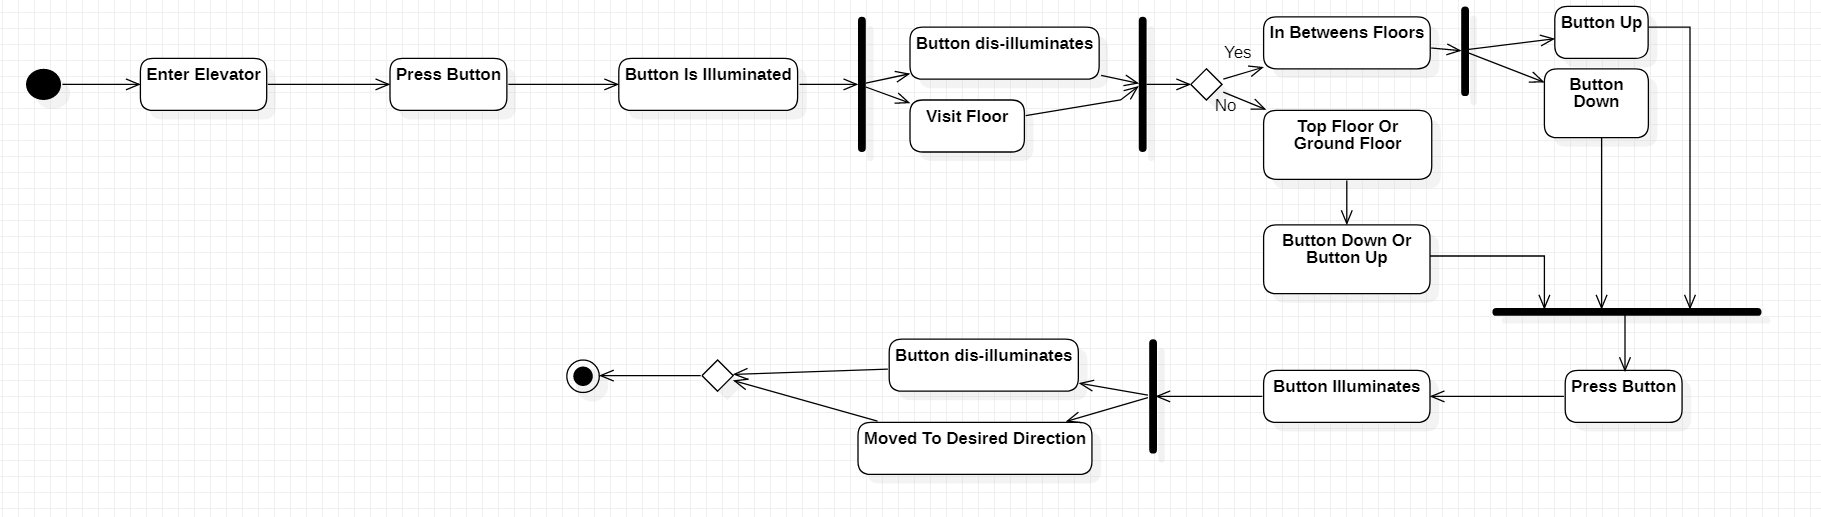 Enter Elevator
Press Button
Button Is Illuminated
Button dis-illuminates
Visit Floor
Yes
No
In Betweens Floors
Top Floor Or
Ground Floor
Button Down Or
Button Up
Button Up
Button
Down
Press Button
Button Illuminates
Button dis-illuminates
Moved To Desired Direction